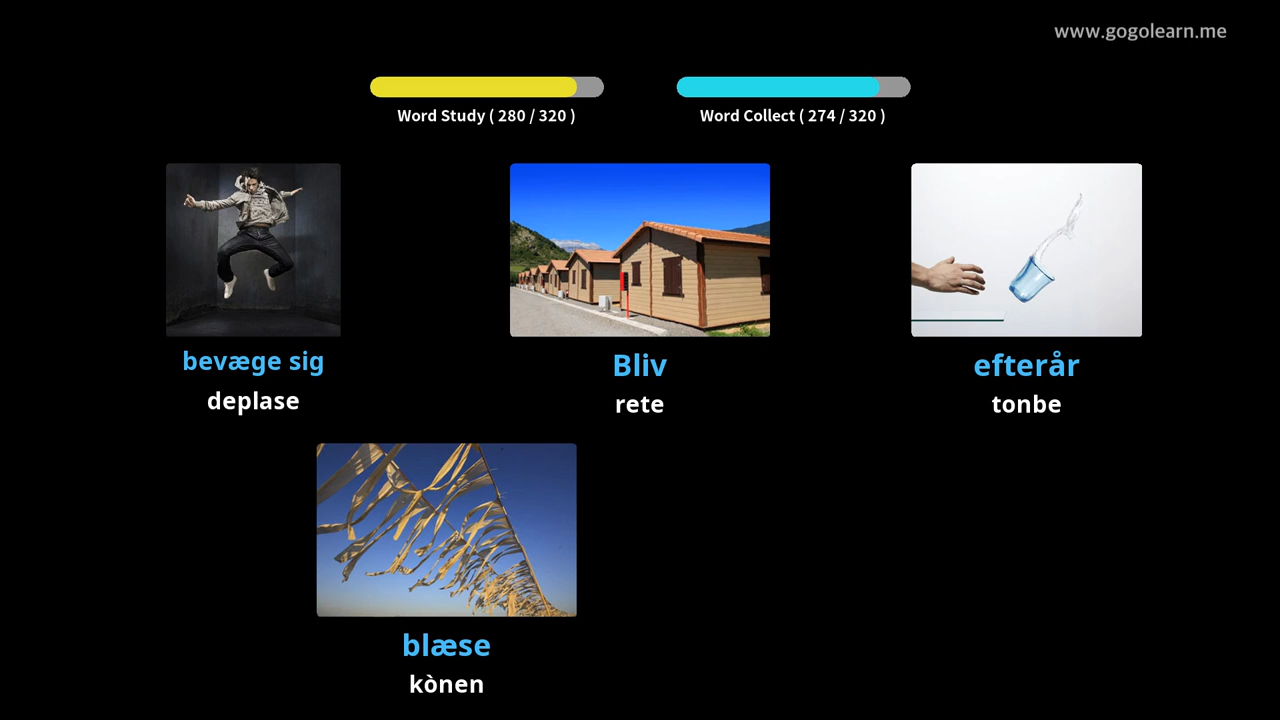 www.gogolearn.me
Word Study ( 280 / 320 )
Word Collect ( 274 / 320 )
bevæge sig
deplase
Bliv
rete
efterår
tonbe
blæse
kònen